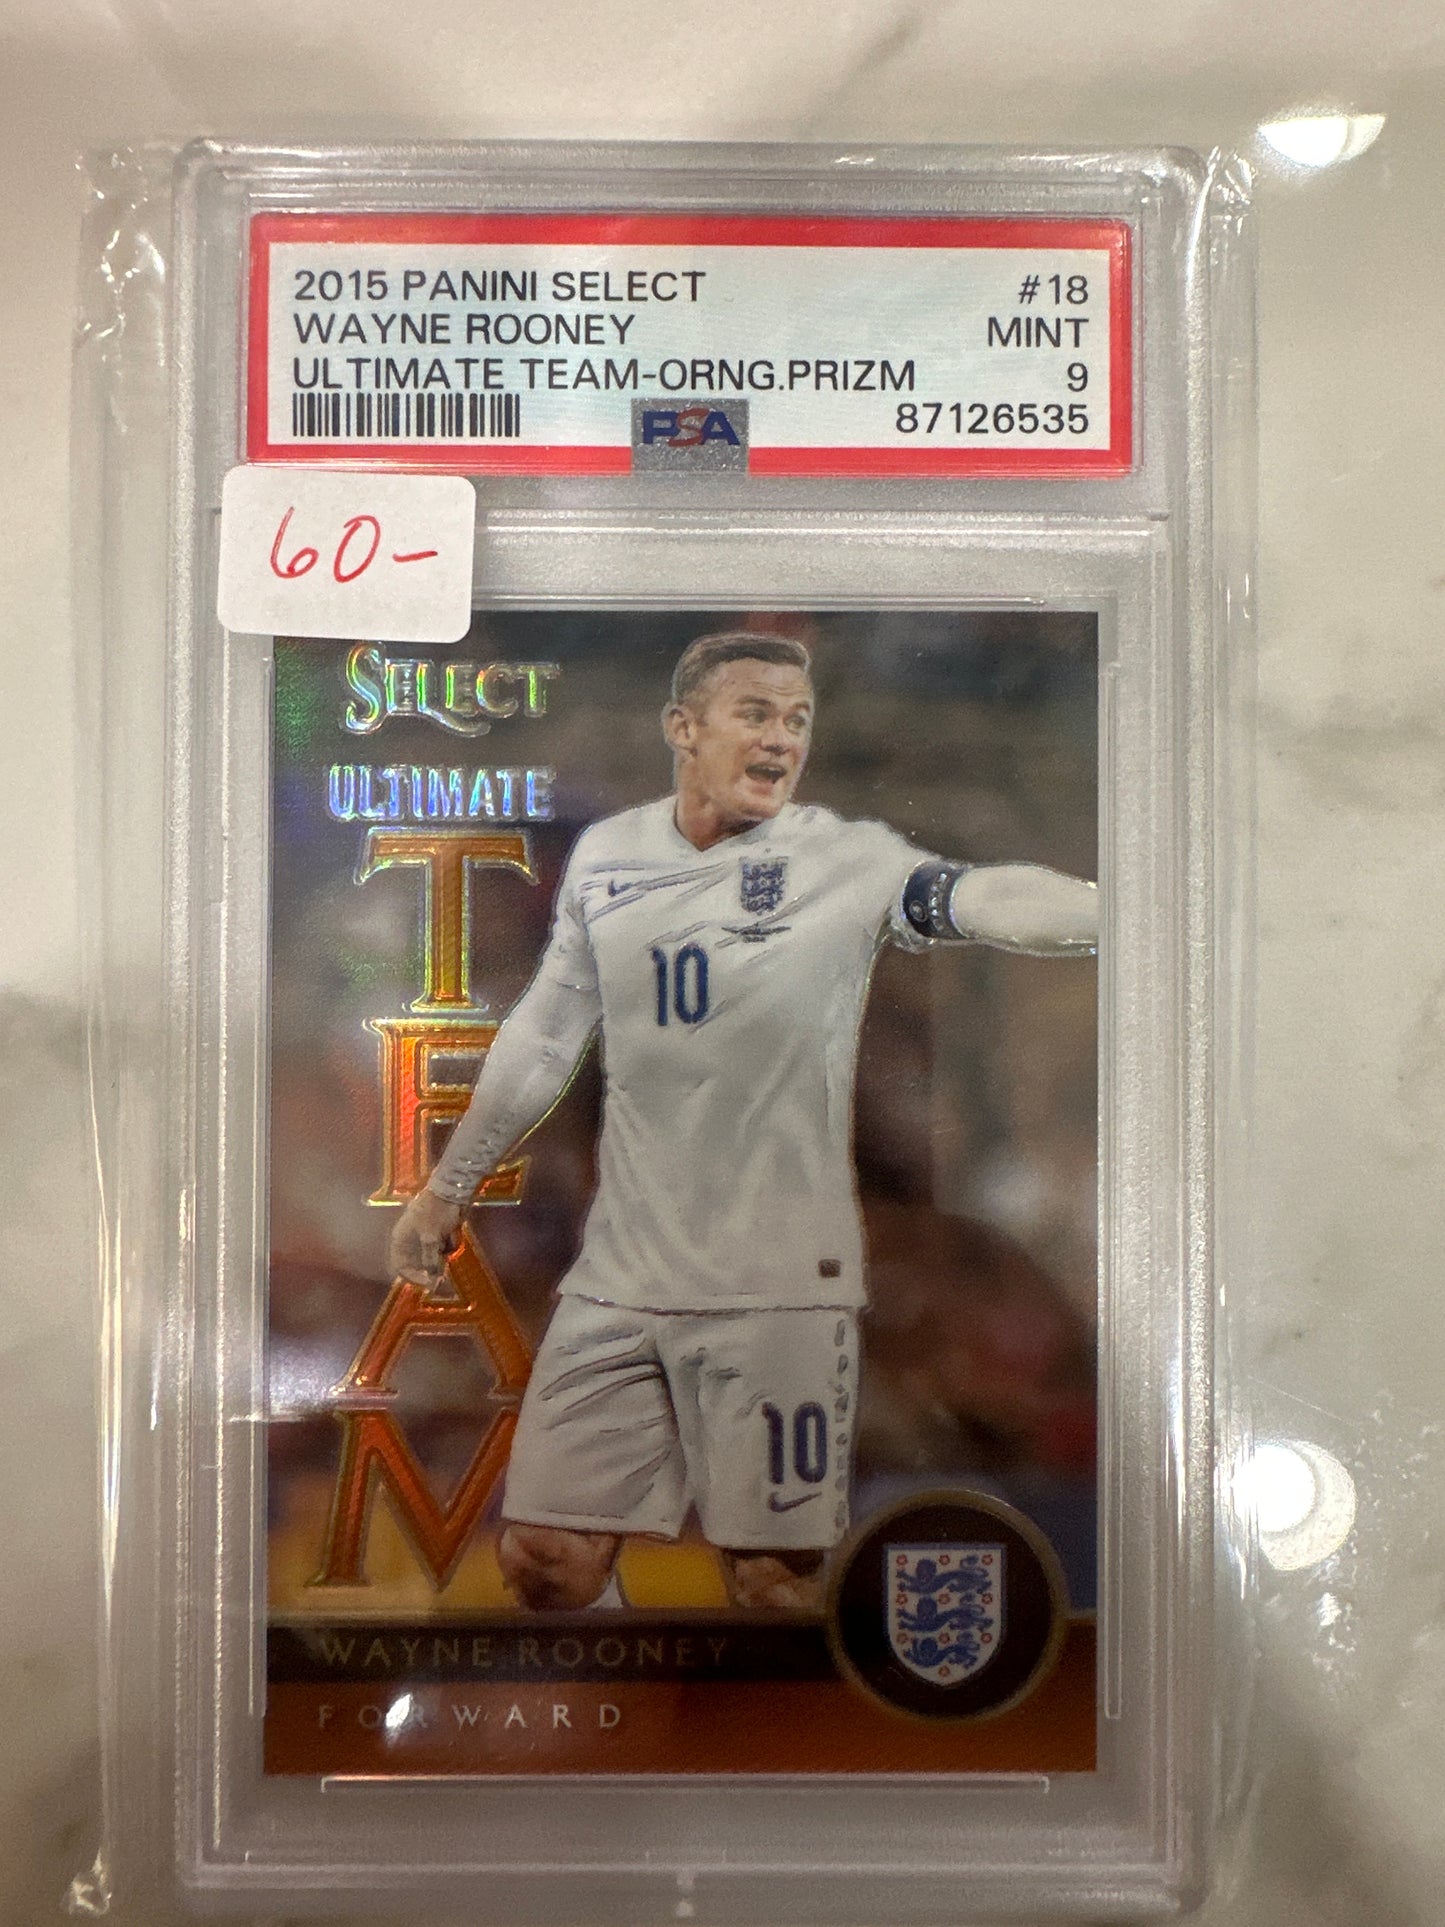 2015 PANINI SELECT #18
WAYNE ROONEY MINT
ULTIMATE TEAM-ORNG.PRIZM 9
PSA 87126535
60-
SELECT
ULTIMATE
TEAM
10
10
WAYNE ROONEY
FORWARD